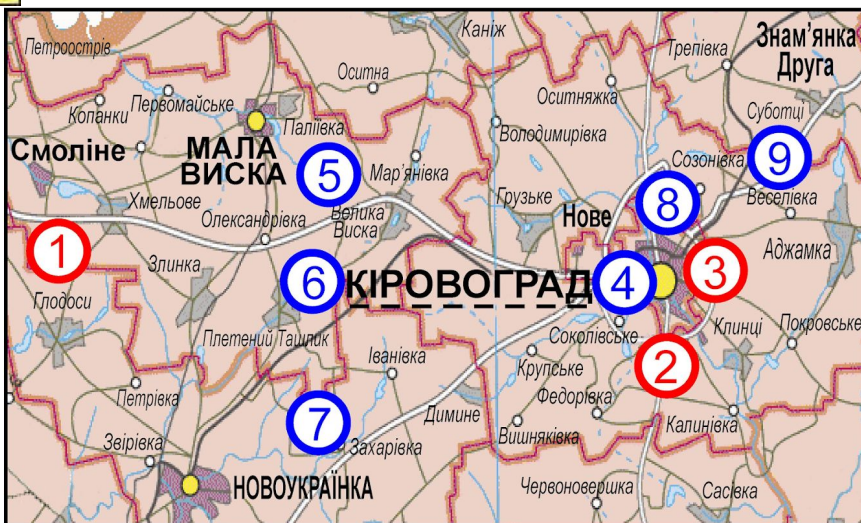 Каніж
Знам'янка
Друга
Петроострів
Трепівка
Оситна
Оситняжка
Первомайське
Копанки
Суботці
Паліївка
Володимирівка
МАЛА
ВИСКА
Смоліне
9
Мар'янівка
Созонівка
5
Хмельове
Грузьке
8
Веселівка
Олександрівка
Велика
Виска
Нове
1
Аджамка
Злинка
6
КІРОВОГРАД
4
3
Глодоси
Плетений Ташлик
Соколівське
Клинці
Покровське
Іванівка
Крупське
2
Петрівка
Федорівка
Димине
Калинівка
7
Вишняківка
Звірівка
Захарівка
НОВОУКРАЇНКА
Червоновершка
Сасівка